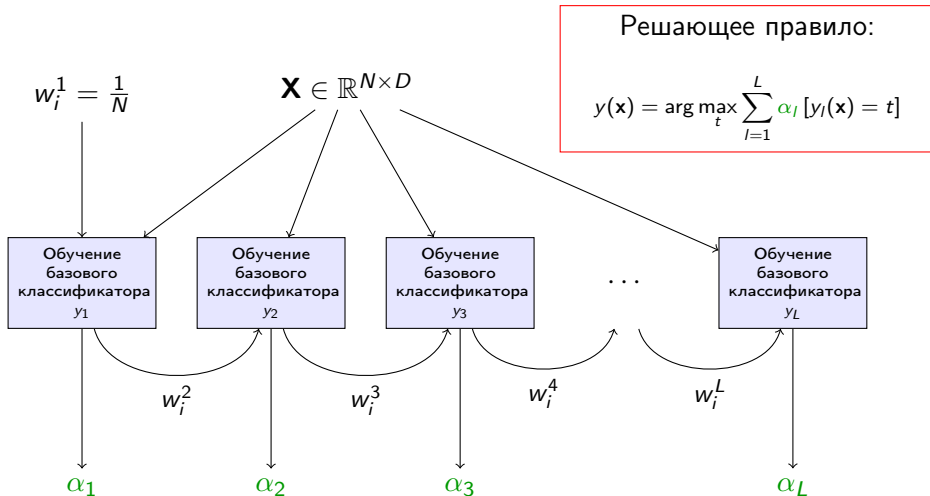 Решающее правило:
y(x) = arg max_t ∑_{l=1}^{L} α_l [y_l(x) = t]
w_i^1 = 1/N
X ∈ ℝ^{N×D}
Обучение
базового
классификатора
y_1
Обучение
базового
классификатора
y_2
Обучение
базового
классификатора
y_3
...
Обучение
базового
классификатора
y_L
w_i^2
w_i^3
w_i^4
w_i^L
α_1
α_2
α_3
α_L